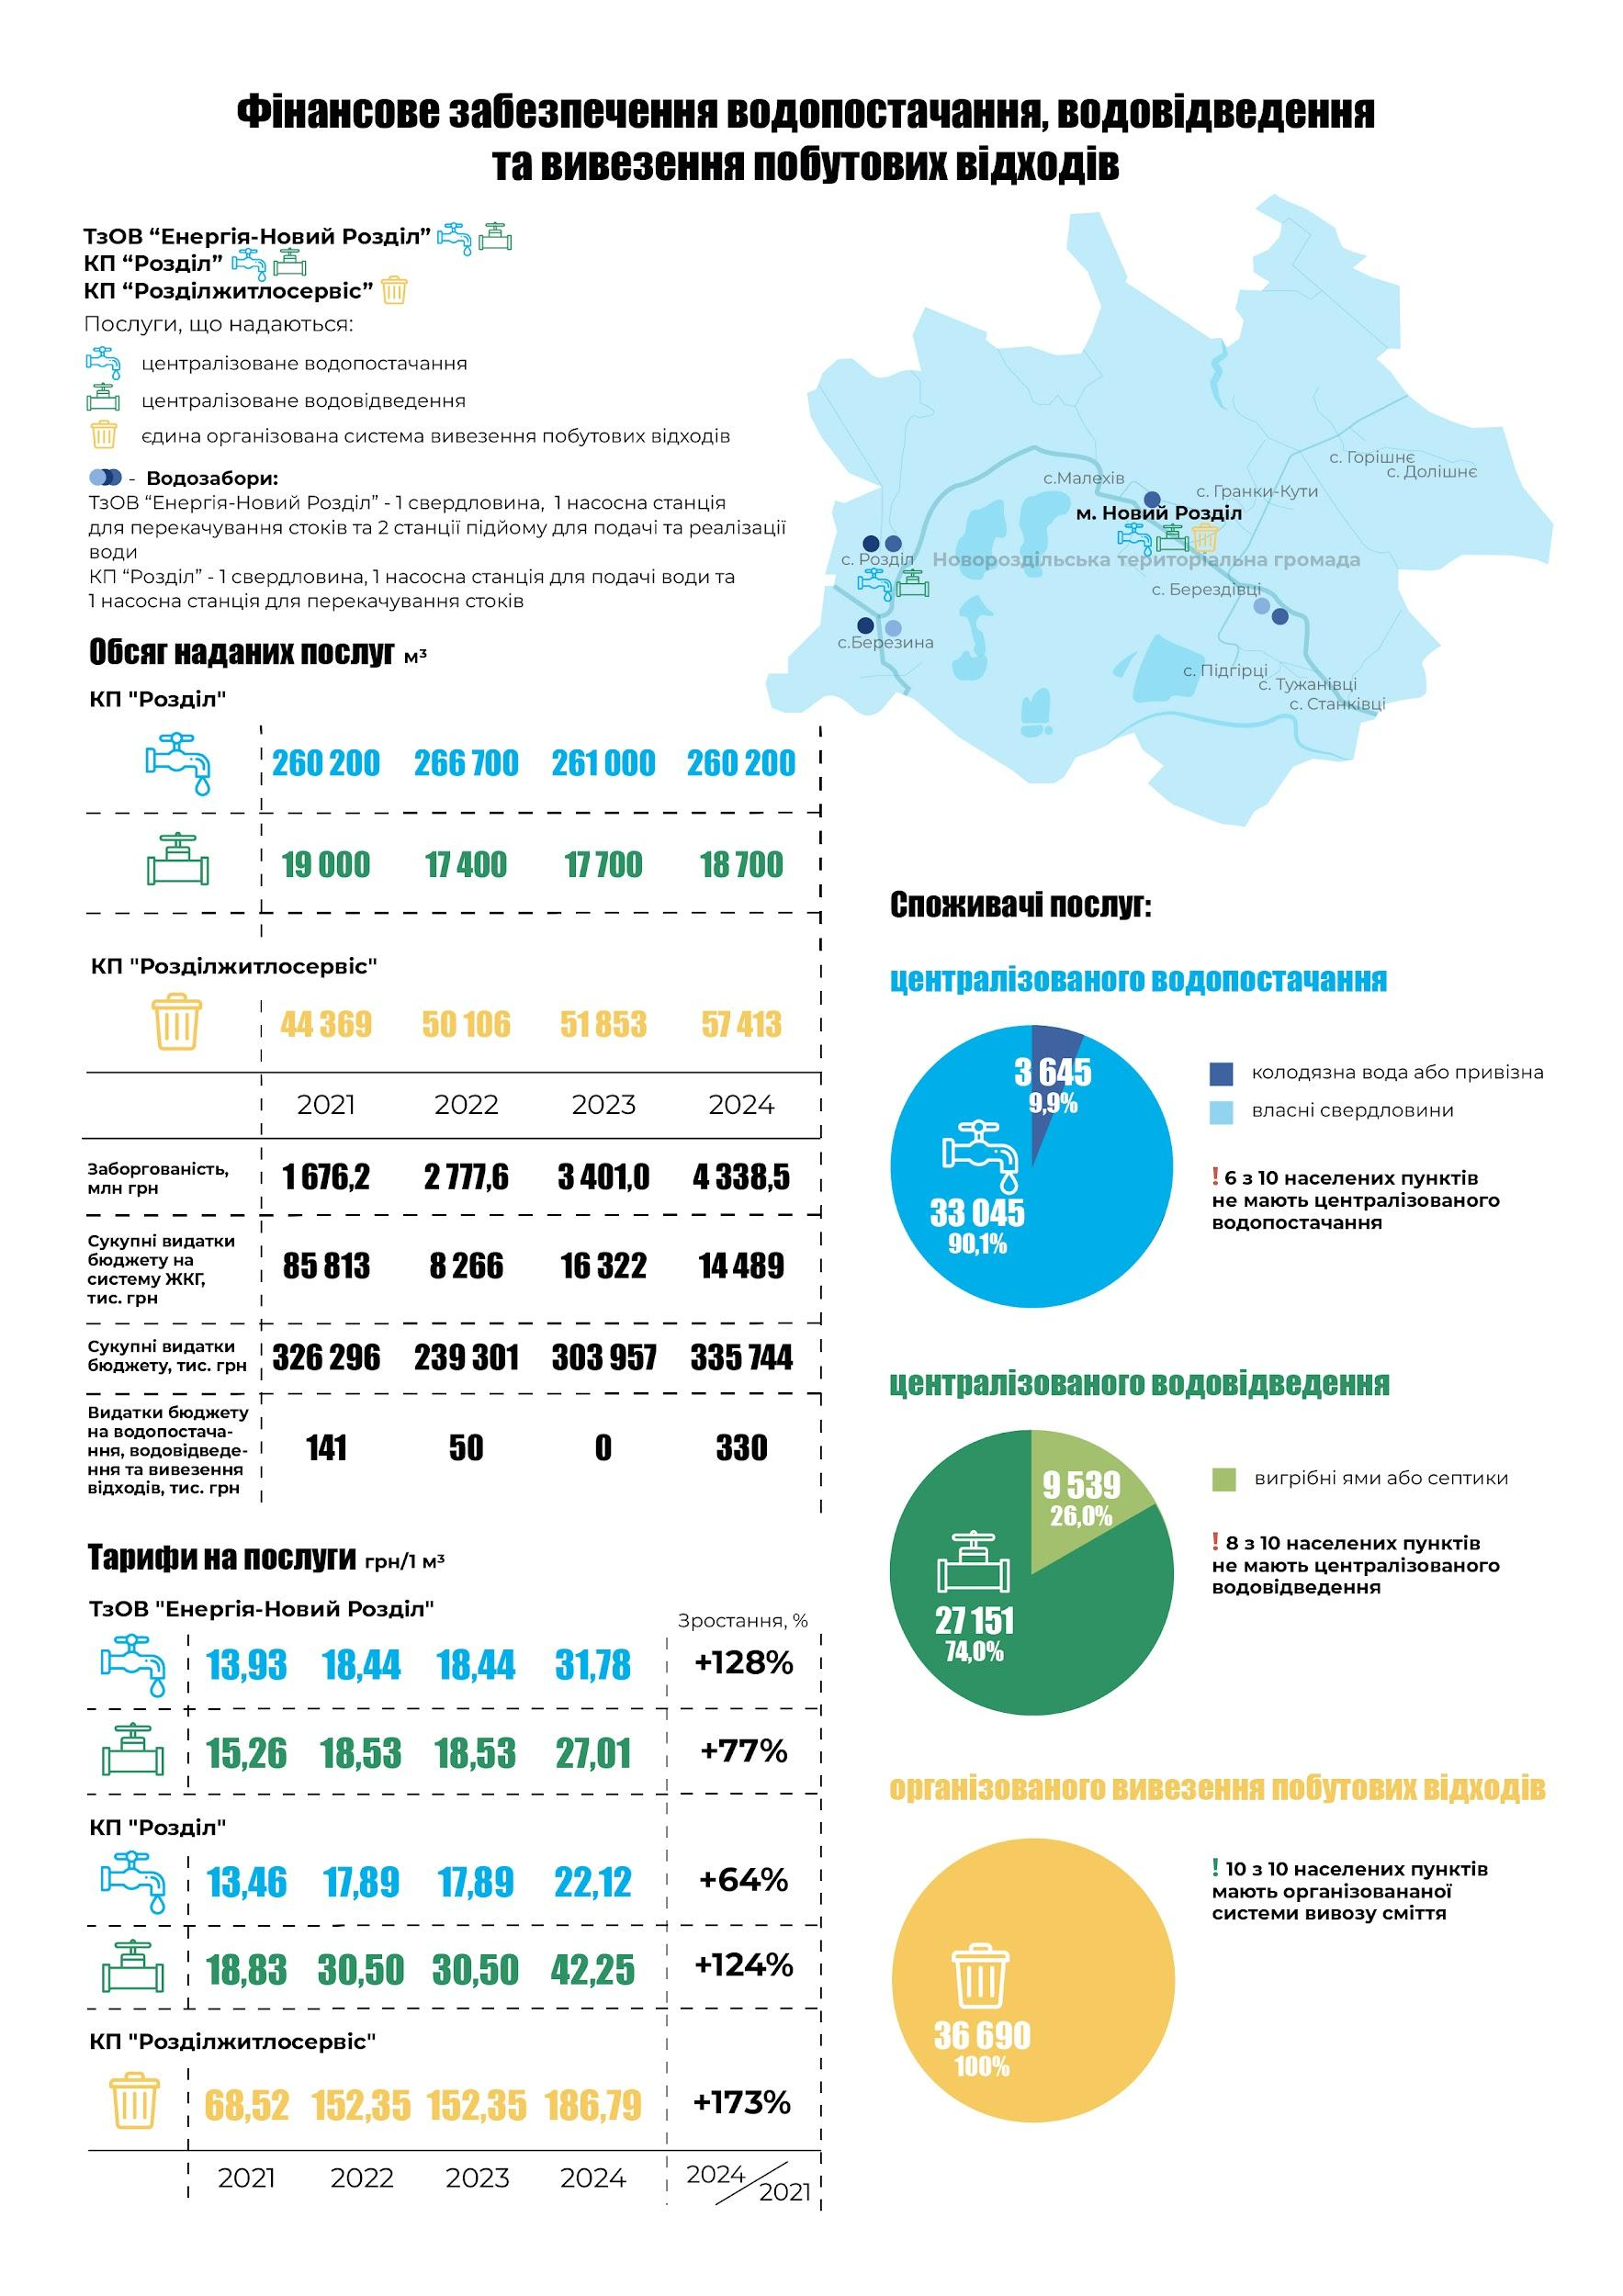 Фінансове забезпечення водопостачання, водовідведення
та вивезення побутових відходів
ТзОВ “Енергія-Новий Розділ”
КП “Розділ”
КП “Розділжитлосервіс”
Послуги, що надаються:
централізоване водопостачання
централізоване водовідведення
єдина організована система вивезення побутових відходів
- Водозабори:
ТзОВ “Енергія-Новий Розділ” - 1 свердловина, 1 насосна станція
для перекачування стоків та 2 станції підйому для подачі та реалізації
води
КП “Розділ” - 1 свердловина, 1 насосна станція для подачі води та
1 насосна станція для перекачування стоків
с. Горішнє
с. Долішнє
с.Малехів
с. Гранки-Кути
м. Новий Розділ
с. Розділ
Новороздільська територіальна громада
с. Берездівці
с.Березина
с. Підгірці
с. Тужанівці
с. Станківці
Обсяг наданих послуг м³
КП "Розділ"
260 200 266 700 261 000 260 200
19 000 17 400 17 700 18 700
КП "Розділжитлосервіс"
44 369 50 106 51 853 57 413
2021 2022 2023 2024
Заборгованість,
млн грн
1 676,2 2 777,6 3 401,0 4 338,5
Сукупні видатки
бюджету на
систему ЖКГ,
тис. грн
85 813 8 266 16 322 14 489
Сукупні видатки
бюджету, тис. грн
326 296 239 301 303 957 335 744
Видатки бюджету
на водопостача-
ння, водовідведе-
ння та вивезення
відходів, тис. грн
141 50 0 330
Тарифи на послуги грн/1 м³
ТзОВ "Енергія-Новий Розділ"
Зростання, %
13,93 18,44 18,44 31,78 +128%
15,26 18,53 18,53 27,01 +77%
КП "Розділ"
13,46 17,89 17,89 22,12 +64%
18,83 30,50 30,50 42,25 +124%
КП "Розділжитлосервіс"
68,52 152,35 152,35 186,79 +173%
2021 2022 2023 2024 2024/2021
Споживачі послуг:
централізованого водопостачання
3 645
9,9%
33 045
90,1%
колодязна вода або привізна
власні свердловини
! 6 з 10 населених пунктів
не мають централізованого
водопостачання
централізованого водовідведення
9 539
26,0%
27 151
74,0%
вигрібні ями або септики
! 8 з 10 населених пунктів
не мають централізованого
водовідведення
організованого вивезення побутових відходів
36 690
100%
! 10 з 10 населених пунктів
мають організованаої
системи вивозу сміття